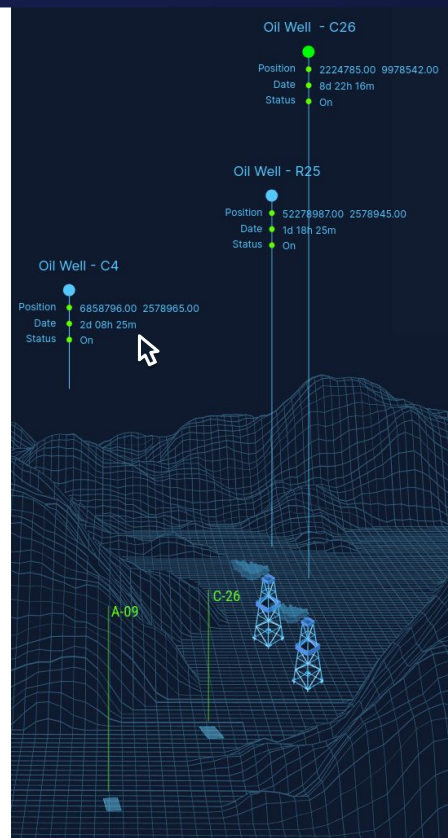 Oil Well - C26
Position 2224785.00 9978542.00
Date 8d 22h 16m
Status On
Oil Well - R25
Position 52278987.00 2578945.00
Date 1d 18h 25m
Status On
Oil Well - C4
Position 6858796.00 2578965.00
Date 2d 08h 25m
Status On
C-26
A-09